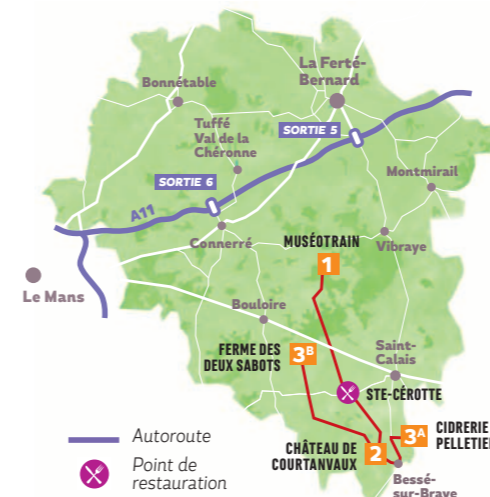 La Ferté-
Bernard
Bonnétable
Tuffé
Val de la
Chéronne
SORTIE 5
SORTIE 6
Montmirail
A11
Connerré
MUSÉOTRAIN
1
Vibraye
Le Mans
Bouloire
FERME DES
DEUX SABOTS
3B
Saint-
Calais
STE-CÉROTTE
Autoroute
Point de
restauration
CHÂTEAU DE
COURTANVAUX
2
3A
CIDRERIE
PELLETIER
Bessé-
sur-Braye